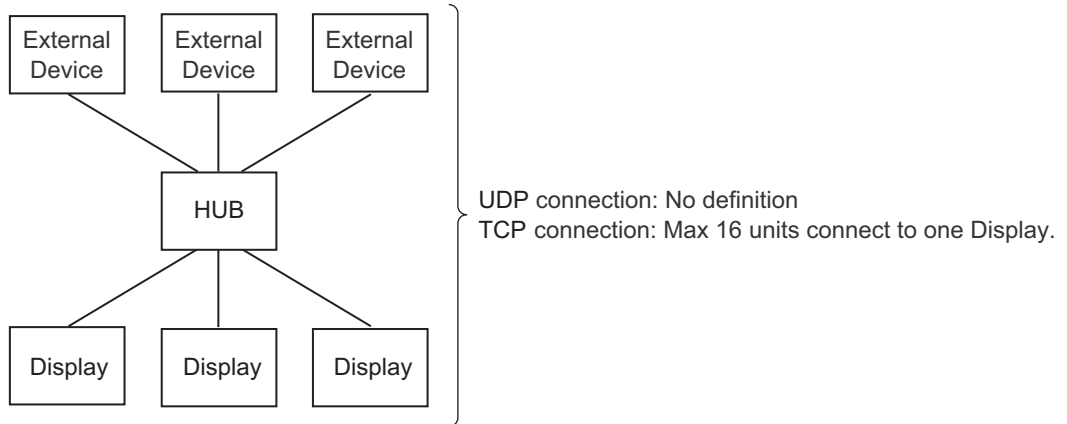 External
Device
External
Device
External
Device
HUB
UDP connection: No definition
TCP connection: Max 16 units connect to one Display.
Display
Display
Display